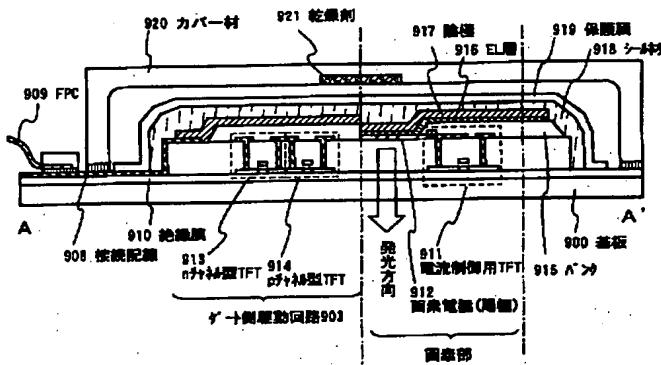 921 乾燥剤
920 カバー材
917 陰極
916 EL層
919 保護膜
918 シール材
909 FPC
A
A'
908 接続配線
910 絶縁膜
913
nチャネル型TFT
914
pチャネル型TFT
発光方向
911
電流制御用TFT
912
画素電極(陽極)
915 バンク
900 基板
ゲート側駆動回路903
画素部